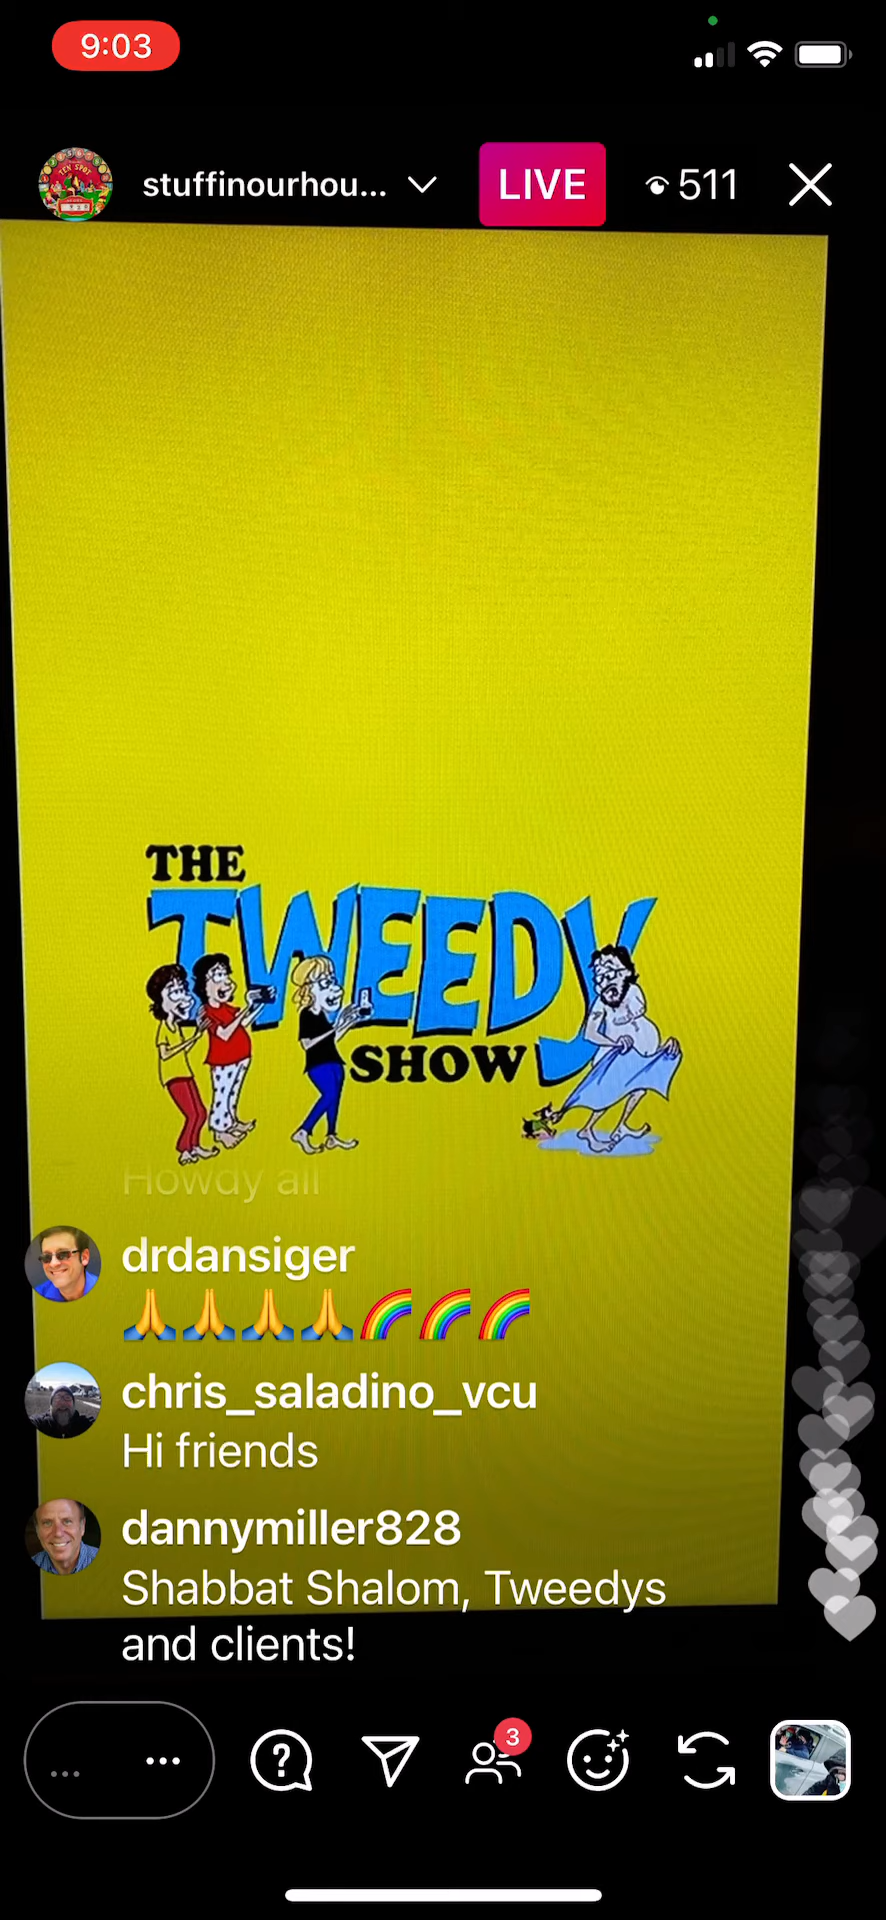 9:03
stuffinourhou...
LIVE
511
THE
TWEEDY
SHOW
Howdy all
drdansiger
🙏🙏🙏🙏🌈🌈🌈
chris_saladino_vcu
Hi friends
dannymiller828
Shabbat Shalom, Tweedys
and clients!
3